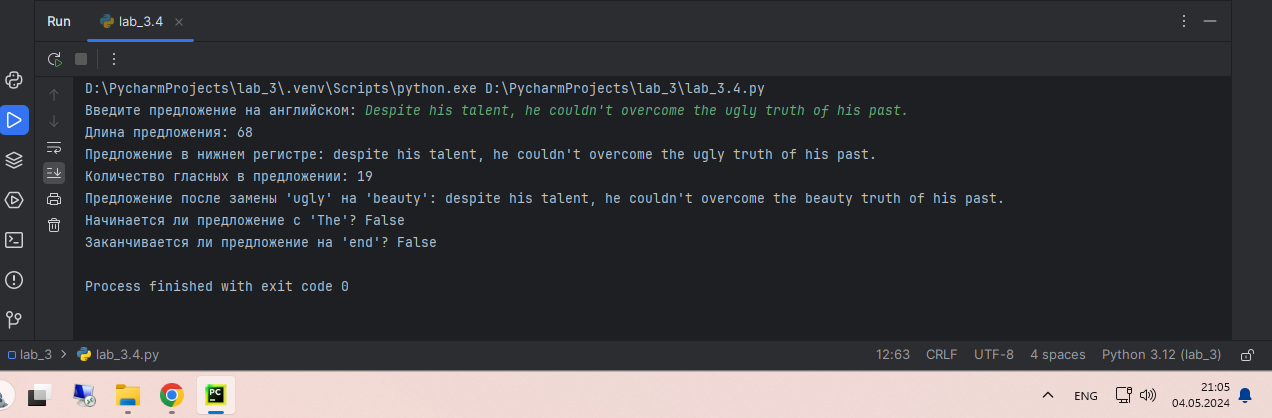 Run lab_3.4
D:\PycharmProjects\lab_3\.venv\Scripts\python.exe D:\PycharmProjects\lab_3\lab_3.4.py
Введите предложение на английском: Despite his talent, he couldn't overcome the ugly truth of his past.
Длина предложения: 68
Предложение в нижнем регистре: despite his talent, he couldn't overcome the ugly truth of his past.
Количество гласных в предложении: 19
Предложение после замены 'ugly' на 'beauty': despite his talent, he couldn't overcome the beauty truth of his past.
Начинается ли предложение с 'The'? False
Заканчивается ли предложение на 'end'? False
Process finished with exit code 0
lab_3 > lab_3.4.py 12:63 CRLF UTF-8 4 spaces Python 3.12 (lab_3)
PC ENG 21:05
04.05.2024